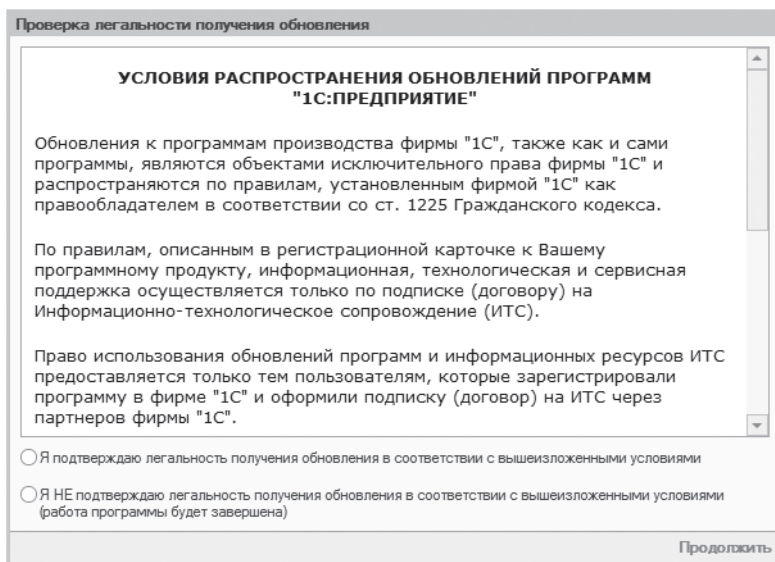 Проверка легальности получения обновления
УСЛОВИЯ РАСПРОСТРАНЕНИЯ ОБНОВЛЕНИЙ ПРОГРАММ
"1С:ПРЕДПРИЯТИЕ"
Обновления к программам производства фирмы "1С", также как и сами
программы, являются объектами исключительного права фирмы "1С" и
распространяются по правилам, установленным фирмой "1С" как
правообладателем в соответствии со ст. 1225 Гражданского кодекса.
По правилам, описанным в регистрационной карточке к Вашему
программному продукту, информационная, технологическая и сервисная
поддержка осуществляется только по подписке (договору) на
Информационно-технологическое сопровождение (ИТС).
Право использования обновлений программ и информационных ресурсов ИТС
предоставляется только тем пользователям, которые зарегистрировали
программу в фирме "1С" и оформили подписку (договор) на ИТС через
партнеров фирмы "1С".
Я подтверждаю легальность получения обновления в соответствии с вышеизложенными условиями
Я НЕ подтверждаю легальность получения обновления в соответствии с вышеизложенными условиями
(работа программы будет завершена)
Продолжить